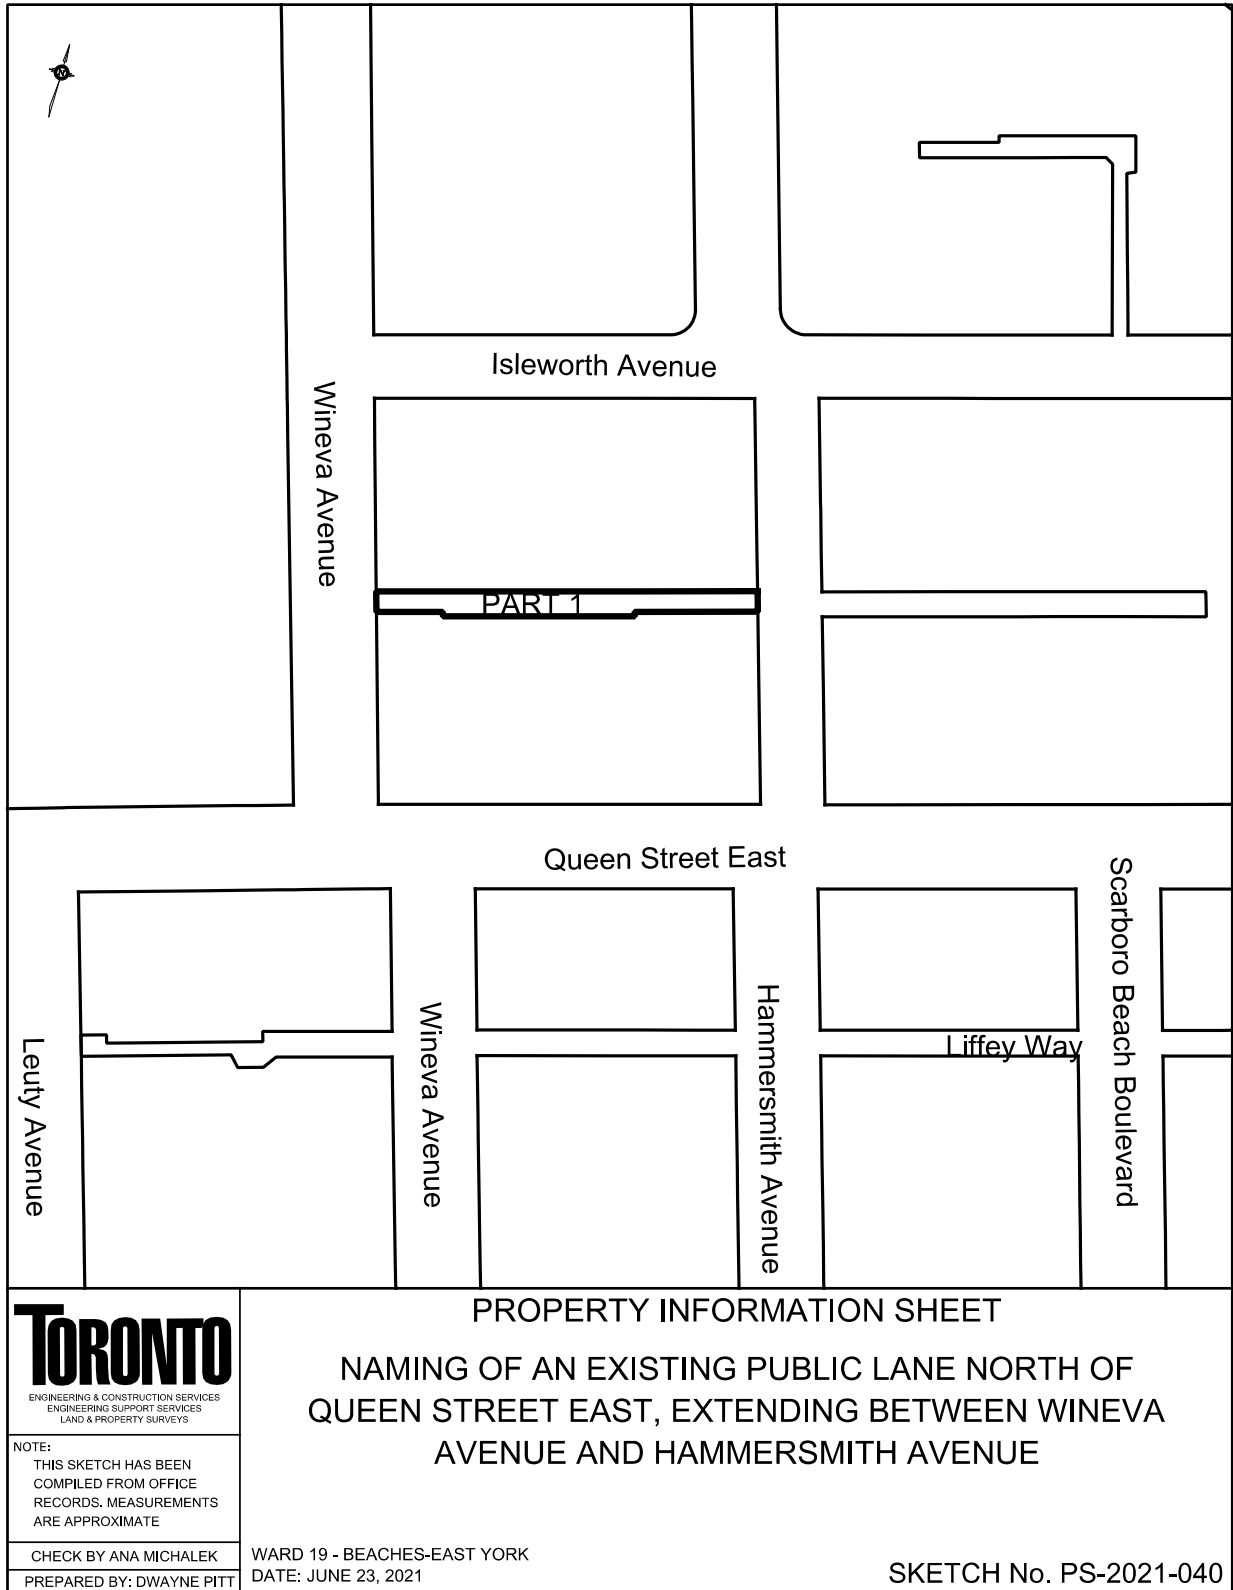 N
Isleworth Avenue
Wineva Avenue
PART 1
Queen Street East
Scarboro Beach Boulevard
Hammersmith Avenue
Wineva Avenue
Liffey Way
Leuty Avenue
TORONTO
ENGINEERING & CONSTRUCTION SERVICES
ENGINEERING SUPPORT SERVICES
LAND & PROPERTY SURVEYS
NOTE:
THIS SKETCH HAS BEEN
COMPILED FROM OFFICE
RECORDS. MEASUREMENTS
ARE APPROXIMATE
CHECK BY ANA MICHALEK
PREPARED BY: DWAYNE PITT
PROPERTY INFORMATION SHEET
NAMING OF AN EXISTING PUBLIC LANE NORTH OF
QUEEN STREET EAST, EXTENDING BETWEEN WINEVA
AVENUE AND HAMMERSMITH AVENUE
WARD 19 - BEACHES-EAST YORK
DATE: JUNE 23, 2021
SKETCH No. PS-2021-040